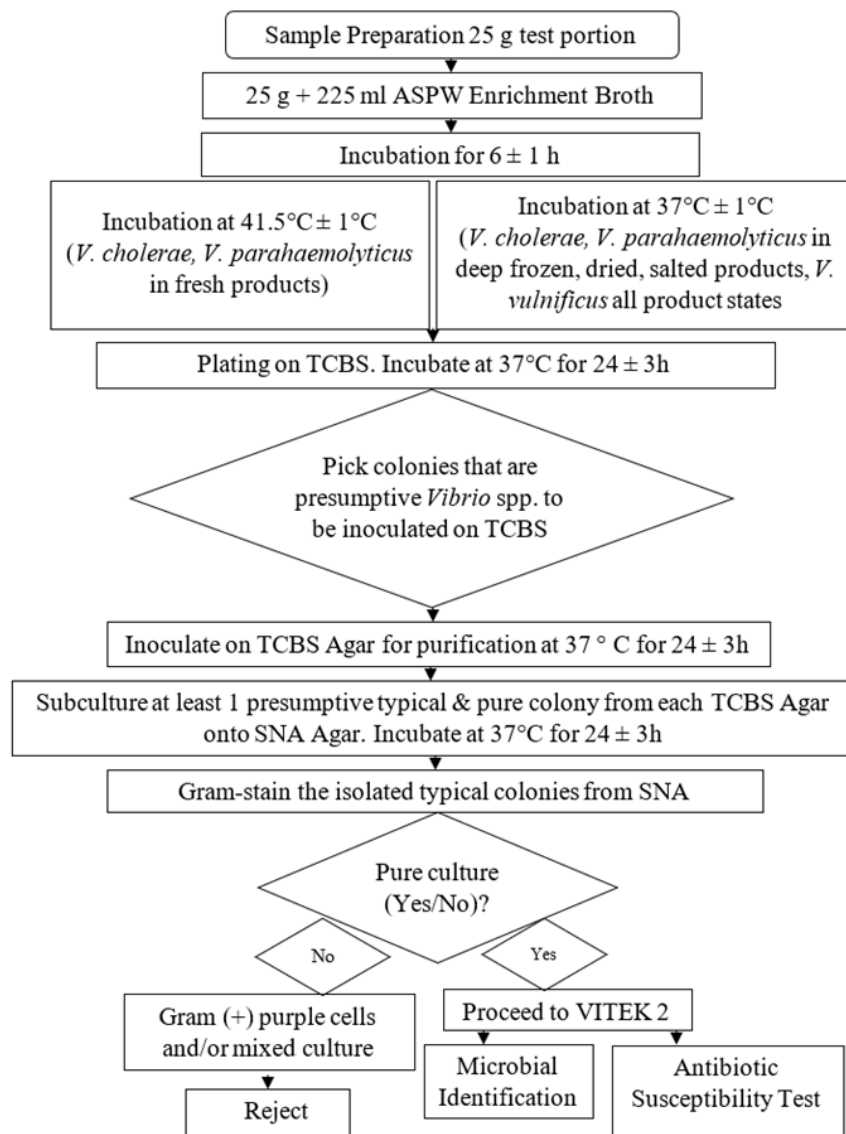 Sample Preparation 25 g test portion
25 g + 225 ml ASPW Enrichment Broth
Incubation for 6 ± 1 h
Incubation at 41.5°C ± 1°C
(V. cholerae, V. parahaemolyticus
in fresh products)
Incubation at 37°C ± 1°C
(V. cholerae, V. parahaemolyticus in
deep frozen, dried, salted products, V.
vulnificus all product states
Plating on TCBS. Incubate at 37°C for 24 ± 3h
Pick colonies that are
presumptive Vibrio spp. to
be inoculated on TCBS
Inoculate on TCBS Agar for purification at 37 ° C for 24 ± 3h
Subculture at least 1 presumptive typical & pure colony from each TCBS Agar
onto SNA Agar. Incubate at 37°C for 24 ± 3h
Gram-stain the isolated typical colonies from SNA
Pure culture
(Yes/No)?
No
Yes
Gram (+) purple cells
and/or mixed culture
Proceed to VITEK 2
Reject
Microbial
Identification
Antibiotic
Susceptibility Test